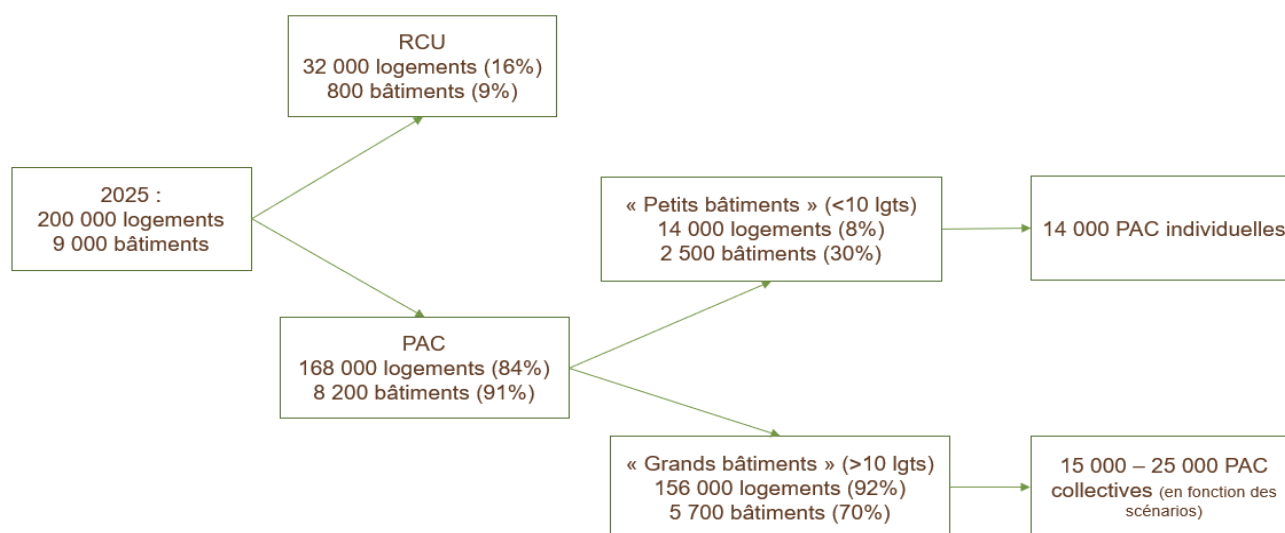 RCU
32 000 logements (16%)
800 bâtiments (9%)
2025 :
200 000 logements
9 000 bâtiments
PAC
168 000 logements (84%)
8 200 bâtiments (91%)
« Petits bâtiments » (<10 lgts)
14 000 logements (8%)
2 500 bâtiments (30%)
14 000 PAC individuelles
« Grands bâtiments » (>10 lgts)
156 000 logements (92%)
5 700 bâtiments (70%)
15 000 – 25 000 PAC
collectives (en fonction des
scénarios)